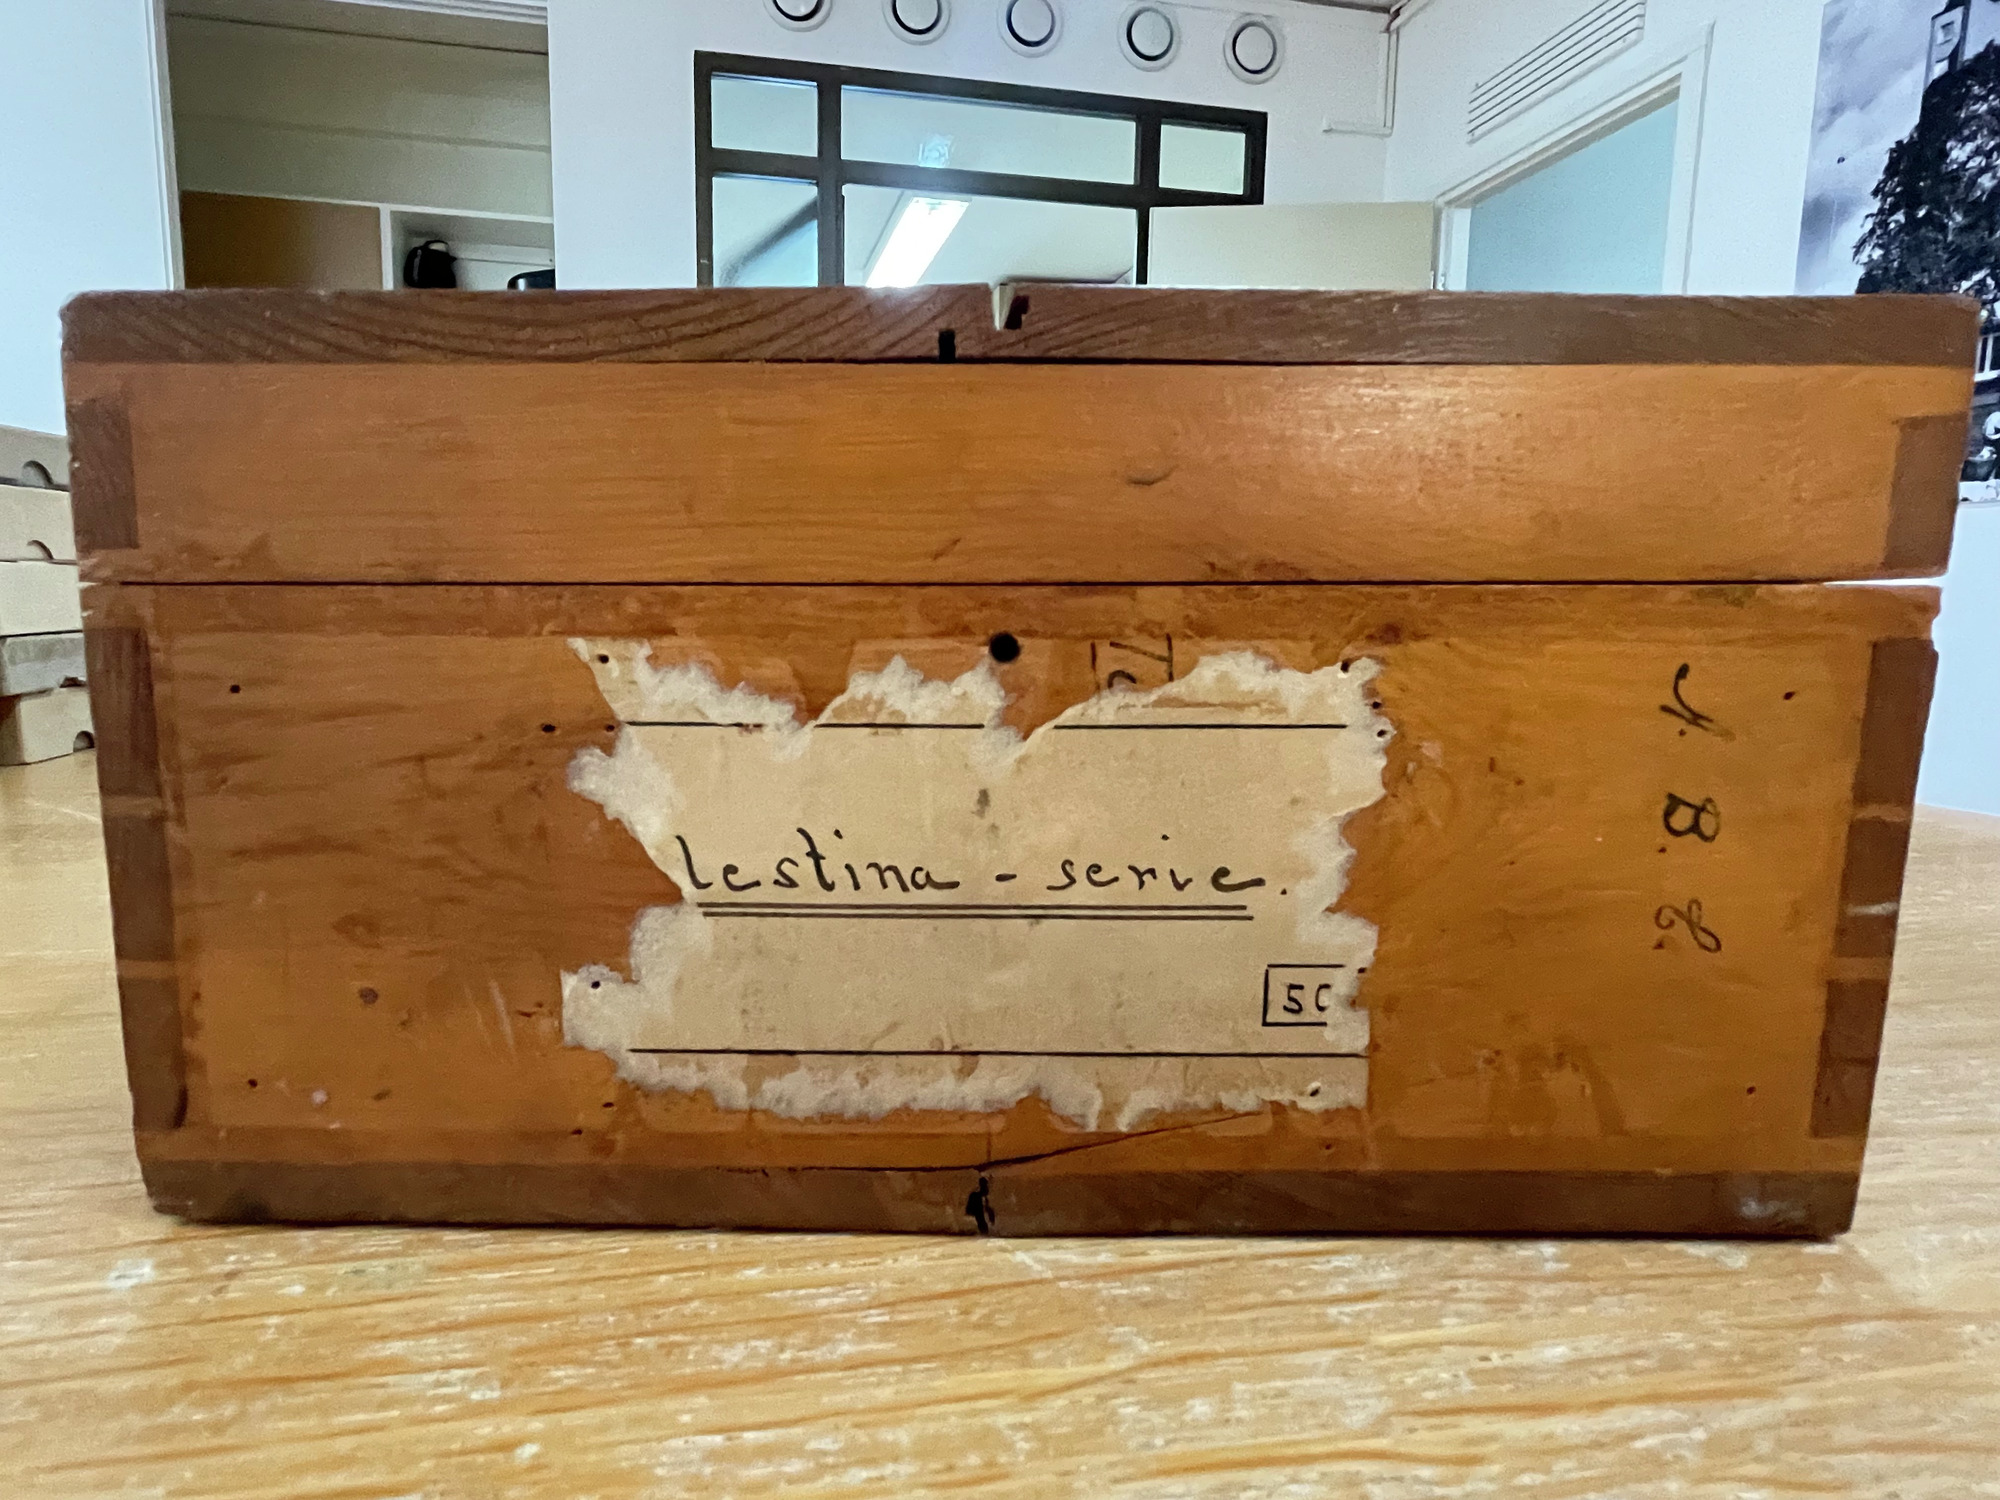 lestina - serie.
50
N. B. L.